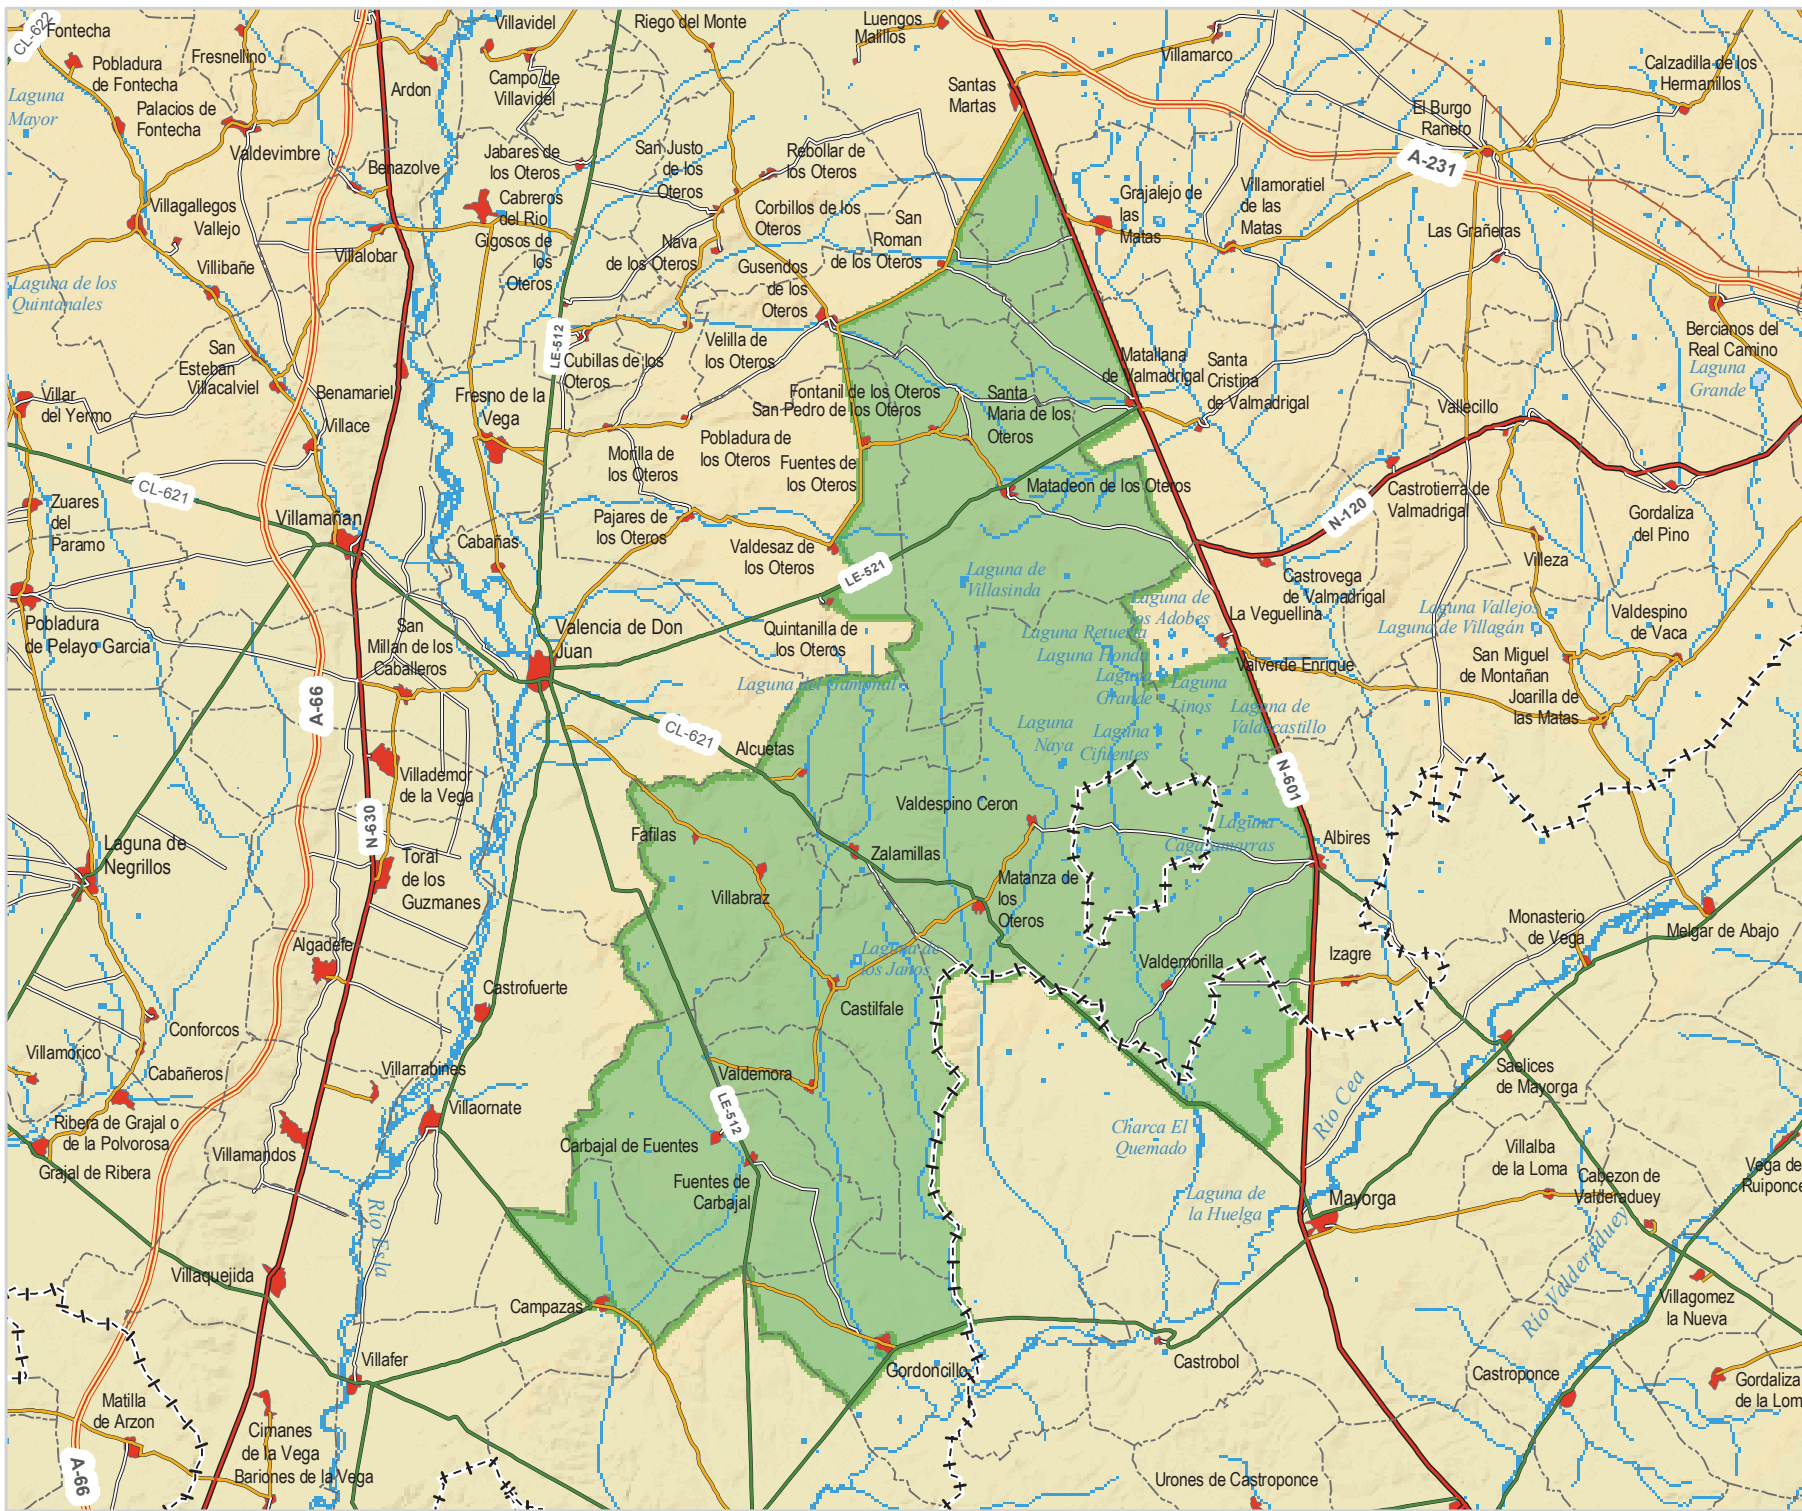 CL-622
Fontecha
Pobladura
de Fontecha
Laguna
Mayor
Palacios de
Fontecha
Fresnellino
Ardon
Villavidel
Campo de
Villavidel
Riego del Monte
Luengos
Malillos
Santas
Martas
Villamarco
Calzadilla de los
Hermanillos
El Burgo
Ranero
A-231
Valdevimbre
Benazolve
Jabares de
los Oteros
San Justo
de los
Oteros
Rebollar de
los Oteros
Cabreros
del Rio
Gigosos de
los
Oteros
Corbillos de los
Oteros
San
Roman
de los Oteros
Grajalejo de
las
Matas
Villamoratiel
de las
Matas
Las Grañeras
Villagallegos
Vallejo
Villibañe
Villalobar
Nava
de los Oteros
Gusendos
de los
Oteros
Laguna de los
Quintanales
LE-512
Cubillas de los
Oteros
Velilla de
los Oteros
Bercianos del
Real Camino
Laguna
Grande
San
Esteban
Villacalviel
Benamariel
Villar
del Yermo
Villace
Fresno de la
Vega
Fontanil de los Oteros
San Pedro de los Oteros
Santa
Maria de los
Oteros
Matallana
de Valmadrigal
Santa
Cristina
de Valmadrigal
Vallecillo
Morilla de
los Oteros
Pobladura de
los Oteros
Fuentes de
los Oteros
Matadeon de los Oteros
Castrotierra de
Valmadrigal
N-120
Gordaliza
del Pino
CL-621
Zuares
del
Paramo
Villamañan
Cabañas
Pajares de
los Oteros
Valdesaz de
los Oteros
LE-521
Laguna de
Villasinda
Laguna de
los Adobes
Castrovega
de Valmadrigal
La Veguellina
Villeza
Laguna Vallejos
Laguna de Villagán
Valdespino
de Vaca
Pobladura
de Pelayo Garcia
San
Millan de los
Caballeros
Valencia de Don
Juan
Quintanilla de
los Oteros
Laguna Retuerta
Laguna Honda
Laguna
Grande
Laguna
Linos
Valverde Enrique
San Miguel
de Montañan
Joarilla de
las Matas
Laguna del Gamonal
Laguna de
Valdecastillo
A-66
CL-621
Alcuetas
Laguna
Naya
Laguna
Cifuentes
N-601
Villademor
de la Vega
N-630
Valdespino Ceron
Laguna
Cagatamarras
Albires
Fafilas
Zalamillas
Laguna de
Negrillos
Toral
de los
Guzmanes
Villabraz
Matanza de
los
Oteros
Monasterio
de Vega
Melgar de Abajo
Algadefe
Laguna de
los Janos
Valdemorilla
Izagre
Castrofuerte
Castilfale
Conforcos
Villamorico
Cabañeros
Villarrabines
Valdemora
LE-512
Saelices
de Mayorga
Rio Cea
Villaornate
Ribera de Grajal o
de la Polvorosa
Grajal de Ribera
Villamandos
Carbajal de Fuentes
Fuentes de
Carbajal
Charca El
Quemado
Villalba
de la Loma
Cabezon de
Valderaduey
Vega de
Ruiponce
Laguna de
la Huelga
Mayorga
Rio Esla
Rio Valderaduey
Villaquejida
Campazas
Villagomez
la Nueva
Villafer
Gordoncillo
Castrobol
Castroponce
Gordaliza
de la Lom
Matilla
de Arzon
Cimanes
de la Vega
Bariones de la Vega
A-66
Urones de Castroponce